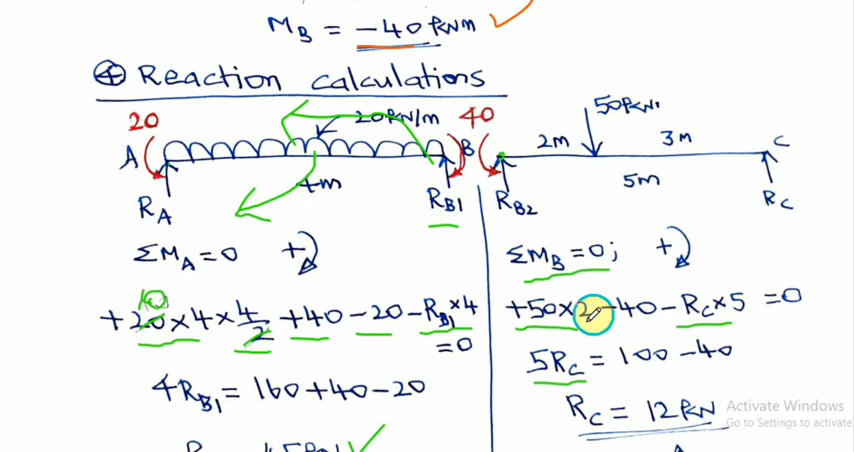 M_B = -40 kNm ✓
④ Reaction calculations
20 20kN/m 40 50kN
A B 2m 3m C
4m 5m
R_A R_B1 R_B2 R_C
ΣM_A=0 +
ΣM_B=0; +
10
+20×4×4/2 +40-20-R_B1×4
=0
+50×2-40-R_C×5 =0
4R_B1=160+40-20
5R_C=100-40
R_C=12kN
Activate Windows
Go to Settings to activate